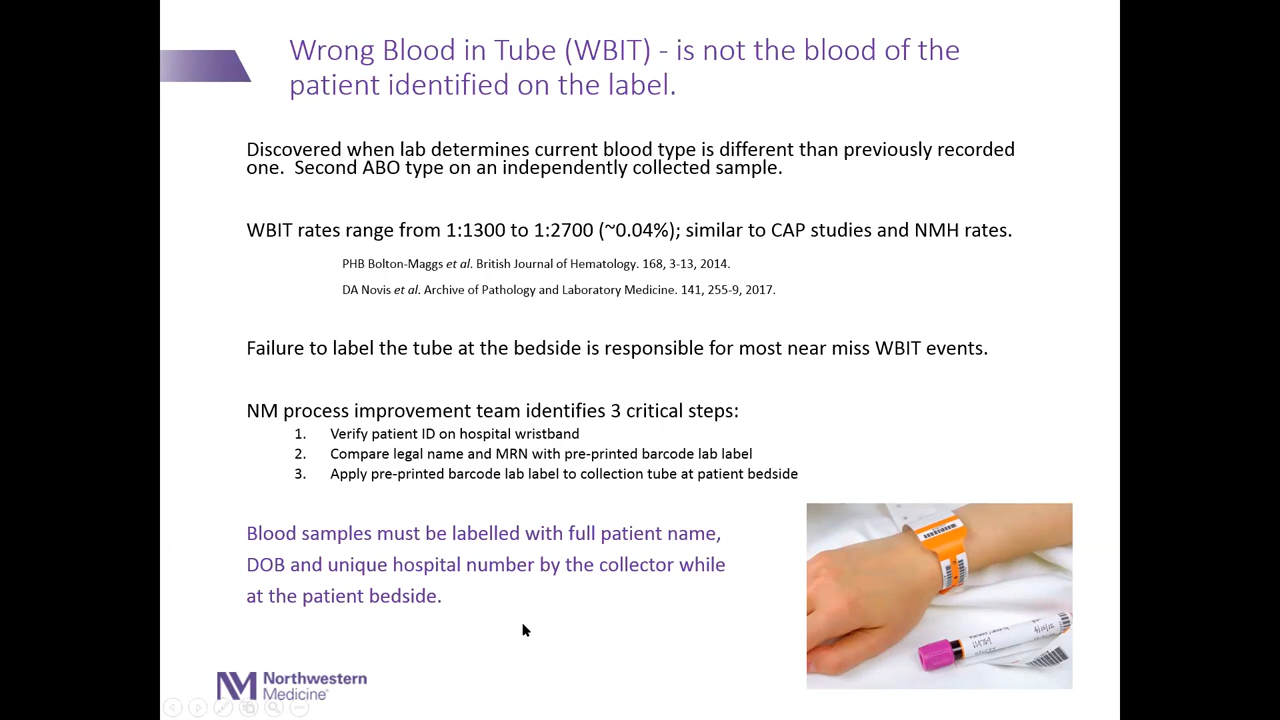 Wrong Blood in Tube (WBIT) - is not the blood of the
patient identified on the label.
Discovered when lab determines current blood type is different than previously recorded
one.  Second ABO type on an independently collected sample.
WBIT rates range from 1:1300 to 1:2700 (~0.04%); similar to CAP studies and NMH rates.
PHB Bolton-Maggs et al. British Journal of Hematology. 168, 3-13, 2014.
DA Novis et al. Archive of Pathology and Laboratory Medicine. 141, 255-9, 2017.
Failure to label the tube at the bedside is responsible for most near miss WBIT events.
NM process improvement team identifies 3 critical steps:
1. Verify patient ID on hospital wristband
2. Compare legal name and MRN with pre-printed barcode lab label
3. Apply pre-printed barcode lab label to collection tube at patient bedside
Blood samples must be labelled with full patient name,
DOB and unique hospital number by the collector while
at the patient bedside.
NM Northwestern
Medicine®